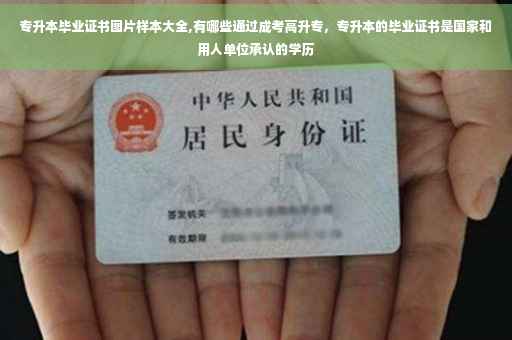 专升本毕业证书图片样本大全,有哪些通过成考高升专，专升本的毕业证书是国家和
用人单位承认的学历
中华人民共和国
居民身份证
签发机关
有效期限